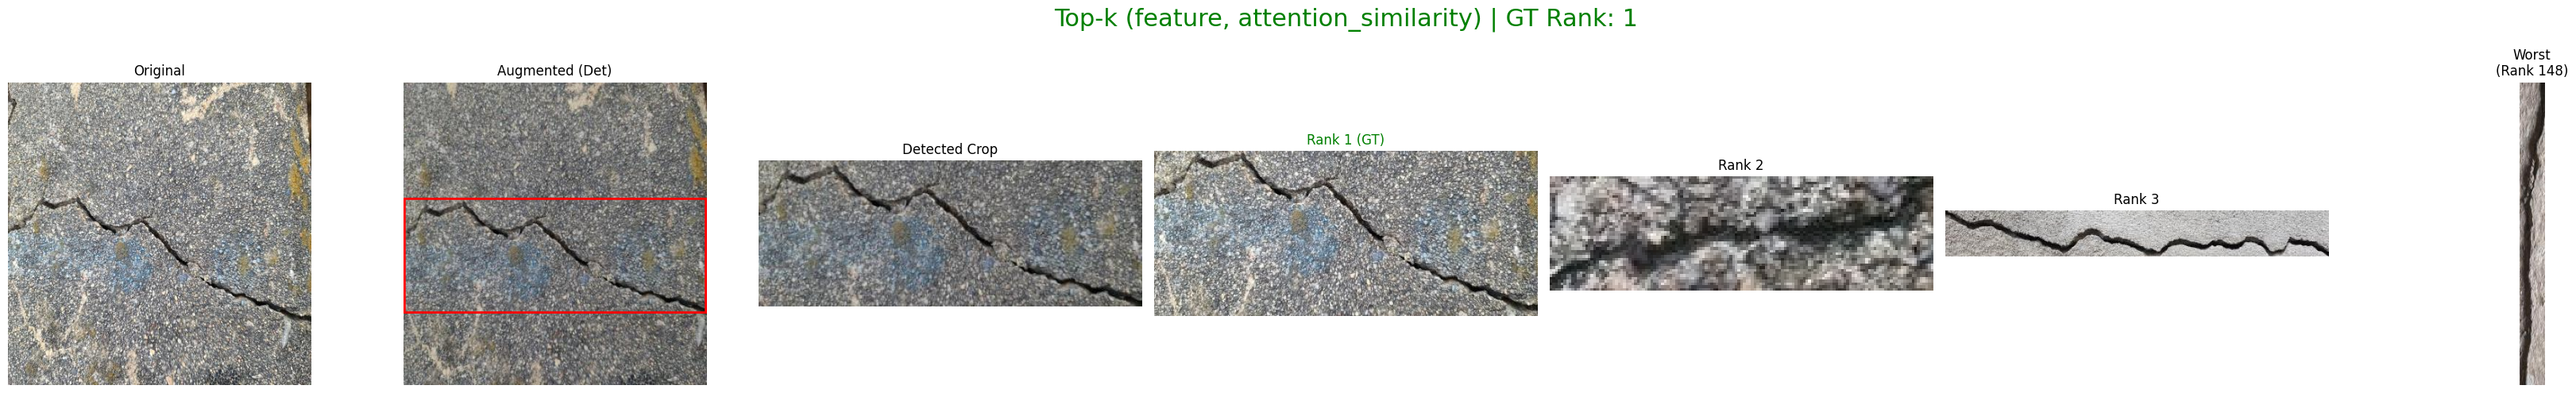 Top-k (feature, attention_similarity) | GT Rank: 1
Original
Augmented (Det)
Detected Crop
Rank 1 (GT)
Rank 2
Rank 3
Worst
(Rank 148)